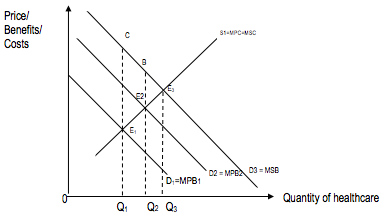 Price/
Benefits/
Costs
C
S1=MPC=MSC
B
E3
E2
E1
D1=MPB1
D2=MPB2
D3=MSB
0
Quantity of healthcare
Q1 Q2 Q3